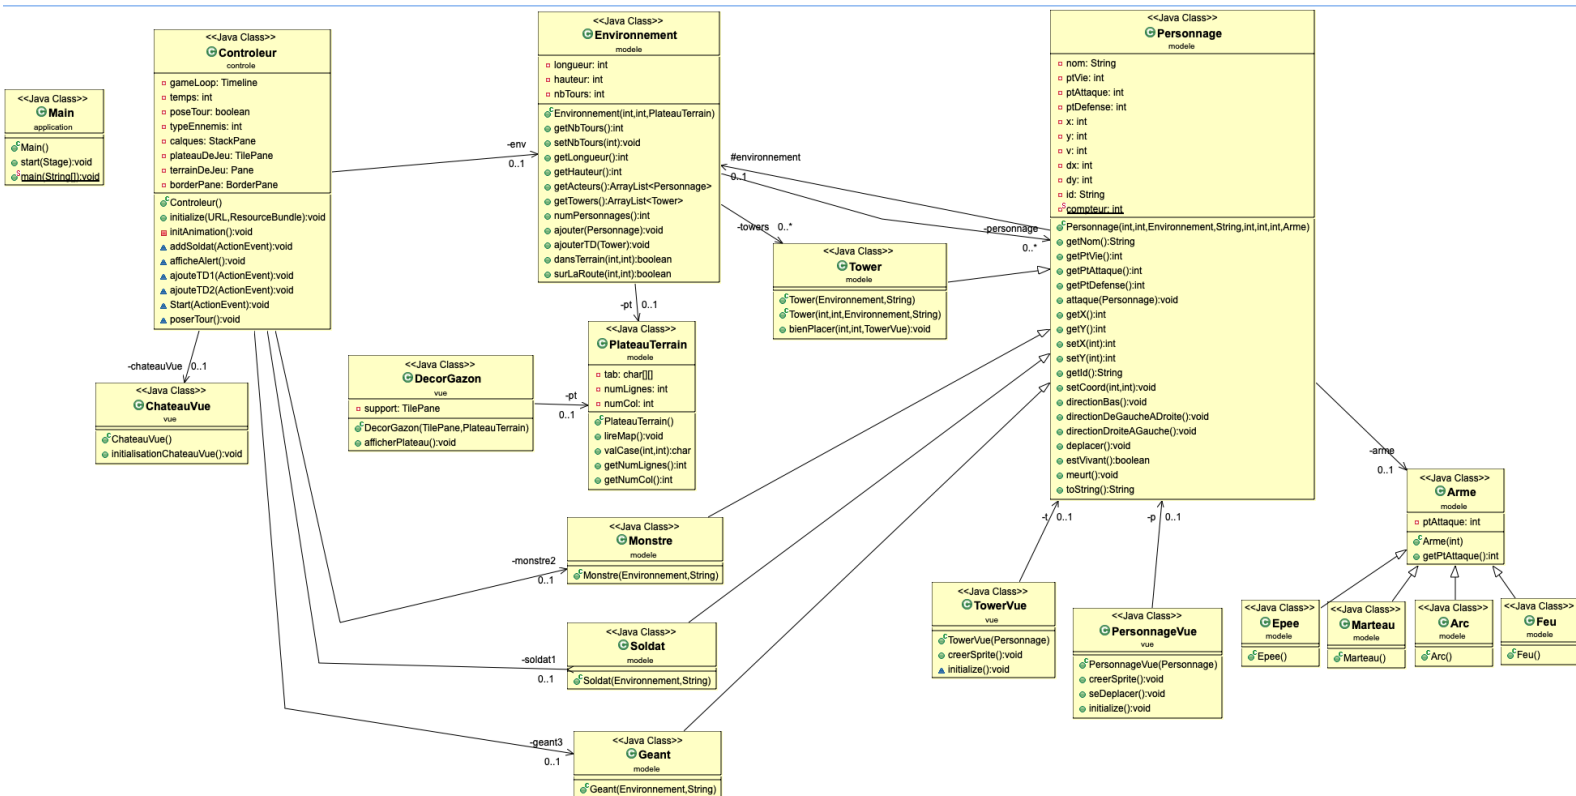 <<Java Class>>
Main
application
Main()
start(Stage):void
main(String[]):void
<<Java Class>>
Controleur
controle
gameLoop: Timeline
temps: int
poseTour: boolean
typeEnnemis: int
calques: StackPane
plateauDeJeu: TilePane
terrainDeJeu: Pane
borderPane: BorderPane
Controleur()
initialize(URL,ResourceBundle):void
initAnimation():void
addSoldat(ActionEvent):void
afficheAlert():void
ajouteTD1(ActionEvent):void
ajouteTD2(ActionEvent):void
Start(ActionEvent):void
poserTour():void
-env
0..1
<<Java Class>>
Environnement
modele
longueur: int
hauteur: int
nbTours: int
Environnement(int,int,PlateauTerrain)
getNbTours():int
setNbTours(int):void
getLongueur():int
getHauteur():int
getActeurs():ArrayList<Personnage>
getTowers():ArrayList<Tower>
numPersonnages():int
ajouter(Personnage):void
ajouterTD(Tower):void
dansTerrain(int,int):boolean
surLaRoute(int,int):boolean
#environnement
0..1
-personnage
0..*
-towers 0..*
<<Java Class>>
Tower
modele
Tower(Environnement,String)
Tower(int,int,Environnement,String)
bienPlacer(int,int,TowerVue):void
<<Java Class>>
Personnage
modele
nom: String
ptVie: int
ptAttaque: int
ptDefense: int
x: int
y: int
v: int
dx: int
dy: int
id: String
compteur: int
Personnage(int,int,Environnement,String,int,int,int,Arme)
getNom():String
getPtVie():int
getPtAttaque():int
getPtDefense():int
attaque(Personnage):void
getX():int
getY():int
setX(int):int
setY(int):int
getId():String
setCoord(int,int):void
directionBas():void
directionDeGaucheADroite():void
directionDroiteAGauche():void
deplacer():void
estVivant():boolean
meurt():void
toString():String
-pt 0..1
<<Java Class>>
PlateauTerrain
modele
tab: char[][]
numLignes: int
numCol: int
PlateauTerrain()
lireMap():void
valCase(int,int):char
getNumLignes():int
getNumCol():int
<<Java Class>>
DecorGazon
vue
support: TilePane
DecorGazon(TilePane,PlateauTerrain)
afficherPlateau():void
-pt
0..1
-chateauVue 0..1
<<Java Class>>
ChateauVue
vue
ChateauVue()
initialisationChateauVue():void
-monstre2
0..1
<<Java Class>>
Monstre
modele
Monstre(Environnement,String)
-soldat1
0..1
<<Java Class>>
Soldat
modele
Soldat(Environnement,String)
-geant3
0..1
<<Java Class>>
Geant
modele
Geant(Environnement,String)
-t 0..1
<<Java Class>>
TowerVue
vue
TowerVue(Personnage)
creerSprite():void
initialize():void
-p 0..1
<<Java Class>>
PersonnageVue
vue
PersonnageVue(Personnage)
creerSprite():void
seDeplacer():void
initialize():void
-arme
0..1
<<Java Class>>
Arme
modele
ptAttaque: int
Arme(int)
getPtAttaque():int
<<Java Class>>
Epee
modele
Epee()
<<Java Class>>
Marteau
modele
Marteau()
<<Java Class>>
Arc
modele
Arc()
<<Java Class>>
Feu
modele
Feu()